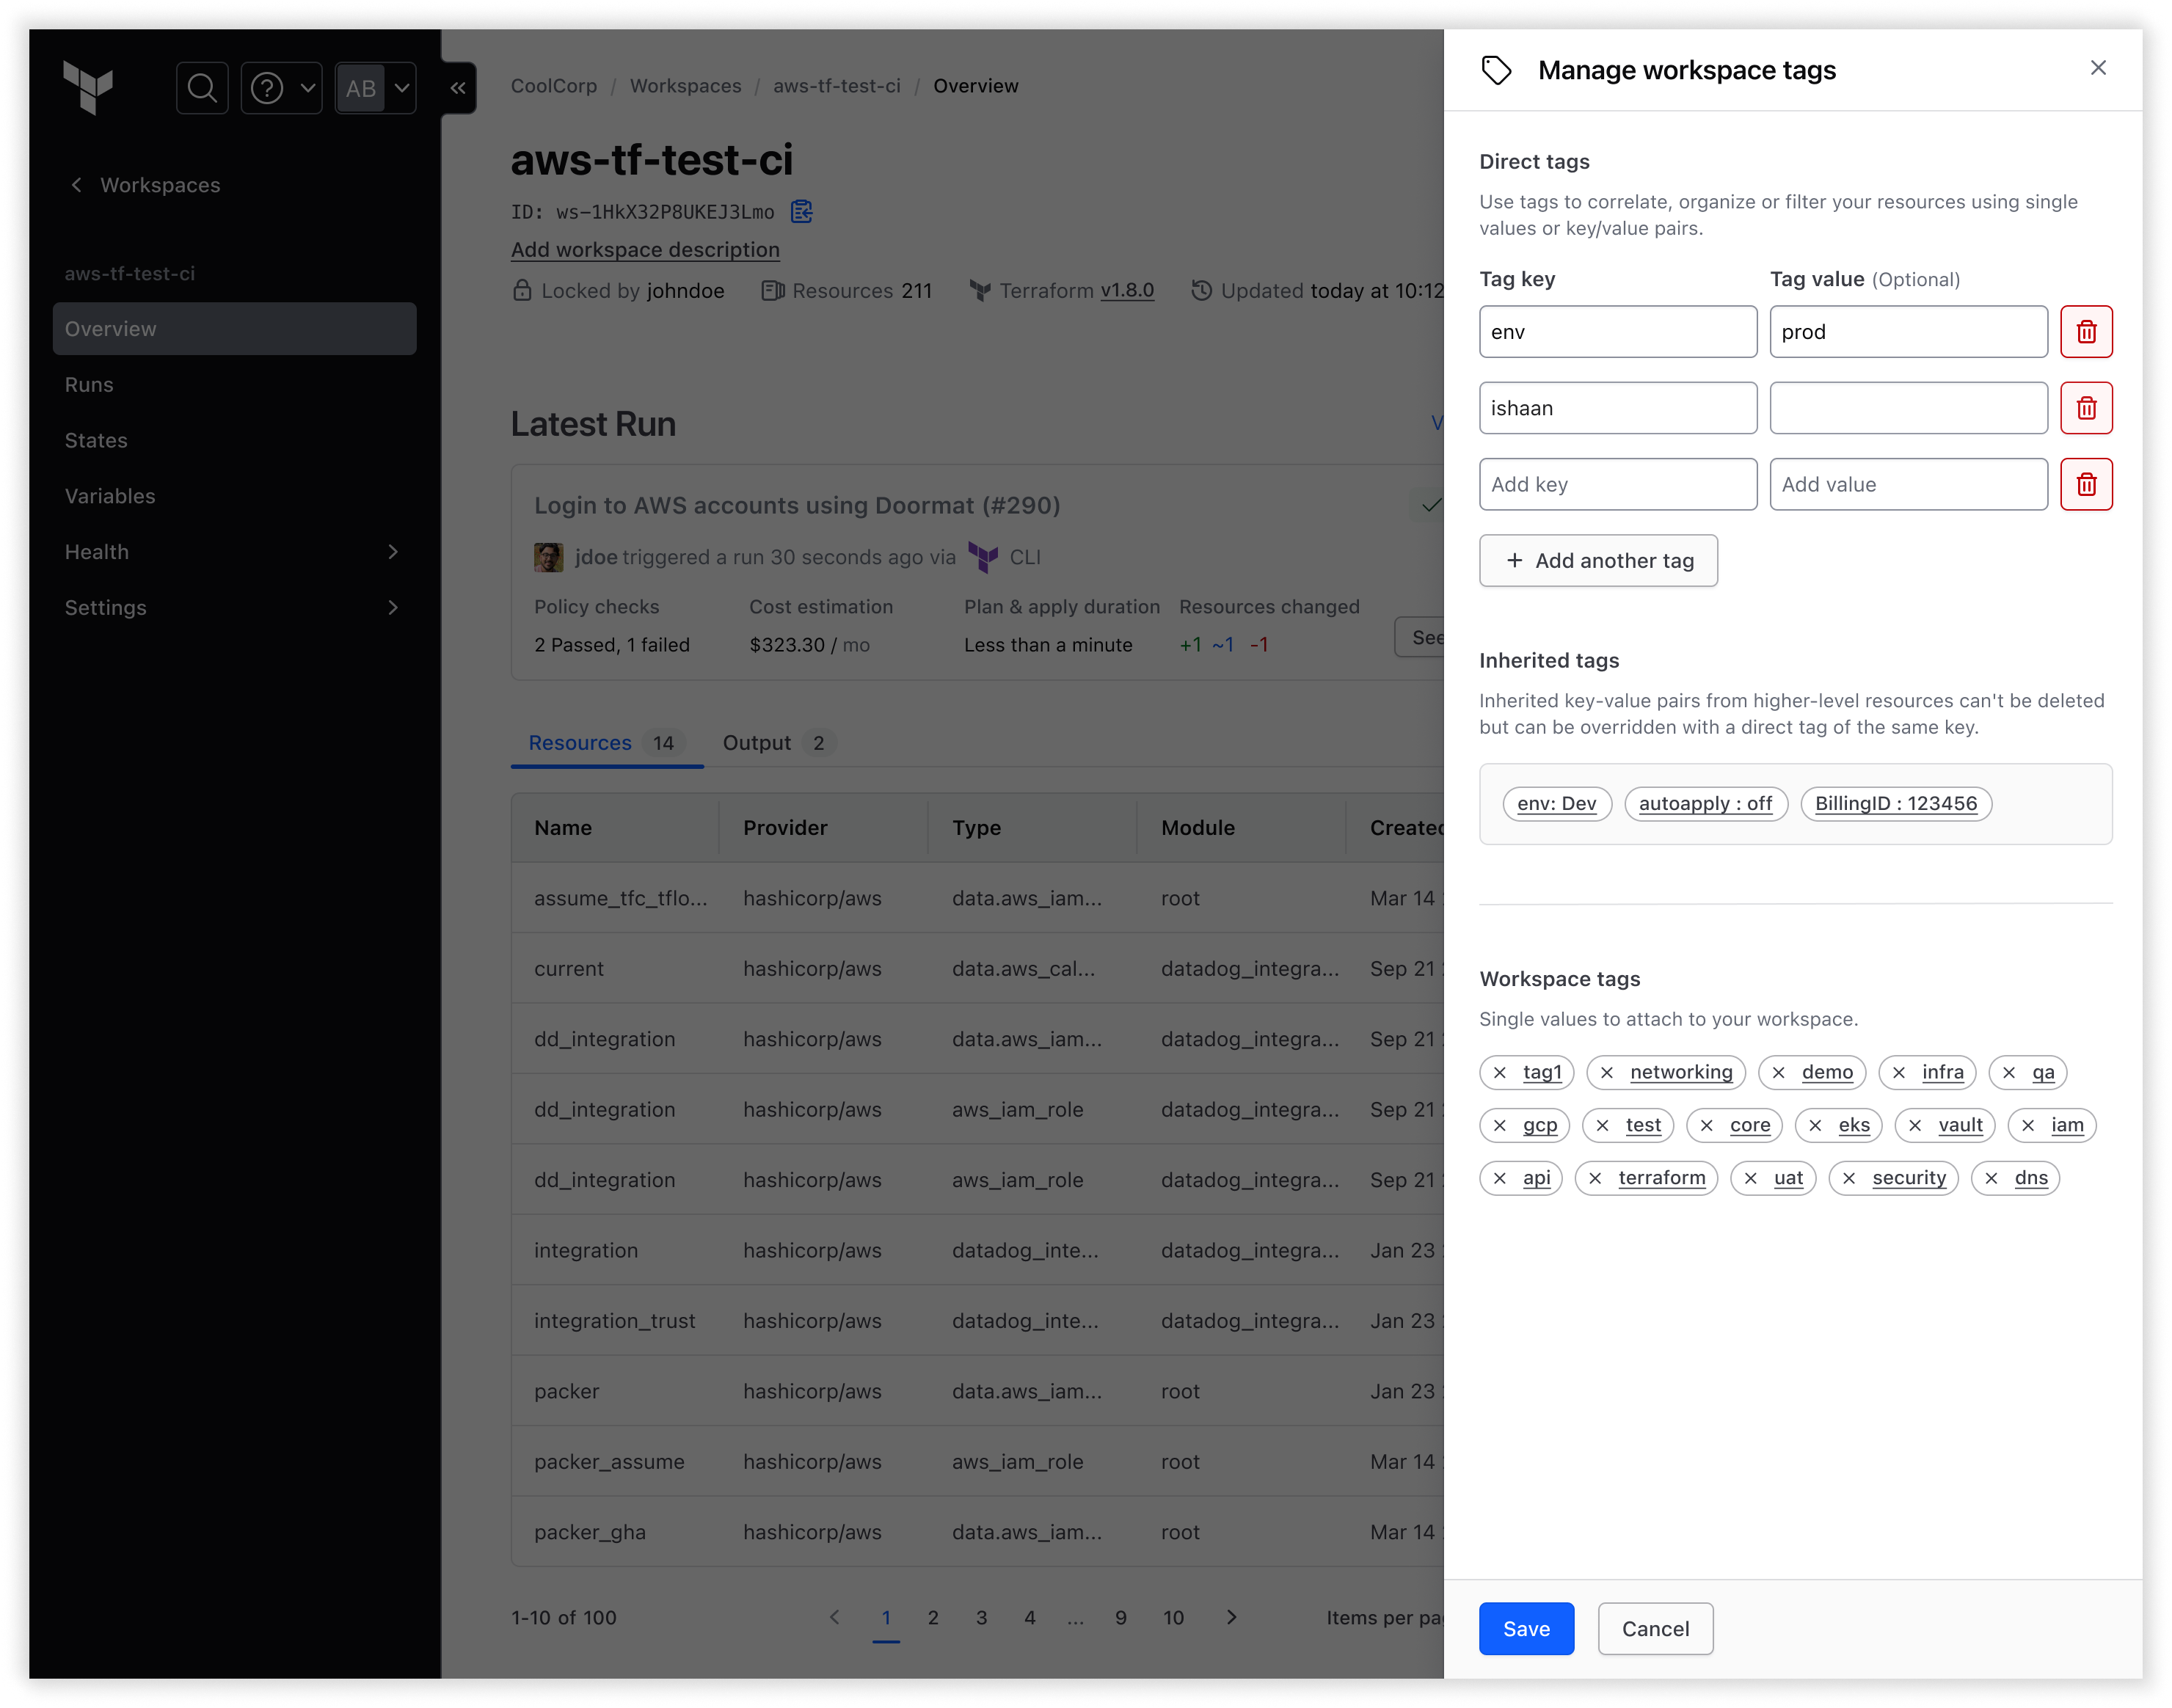 AB
Workspaces
aws-tf-test-ci
Overview
Runs
States
Variables
Health
Settings
CoolCorp / Workspaces / aws-tf-test-ci / Overview
aws-tf-test-ci
ID: ws-1HkX32P8UKEJ3Lmo
Add workspace description
Locked by johndoe Resources 211 Terraform v1.8.0 Updated today at 10:12
Latest Run
Login to AWS accounts using Doormat (#290)
jdoe triggered a run 30 seconds ago via CLI
Policy checks Cost estimation Plan & apply duration Resources changed
2 Passed, 1 failed $323.30 / mo Less than a minute +1 ~1 -1 See
Resources 14 Output 2
Name Provider Type Module Created
assume_tfc_tflo... hashicorp/aws data.aws_iam... root Mar 14
current hashicorp/aws data.aws_cal... datadog_integra... Sep 21
dd_integration hashicorp/aws data.aws_iam... datadog_integra... Sep 21
dd_integration hashicorp/aws aws_iam_role datadog_integra... Sep 21
dd_integration hashicorp/aws aws_iam_role datadog_integra... Sep 21
integration hashicorp/aws datadog_inte... datadog_integra... Jan 23
integration_trust hashicorp/aws datadog_inte... datadog_integra... Jan 23
packer hashicorp/aws data.aws_iam... root Jan 23
packer_assume hashicorp/aws aws_iam_role root Mar 14
packer_gha hashicorp/aws data.aws_iam... root Mar 14
1-10 of 100 1 2 3 4 ... 9 10 Items per
Manage workspace tags
Direct tags
Use tags to correlate, organize or filter your resources using single
values or key/value pairs.
Tag key Tag value (Optional)
env prod
ishaan
Add key Add value
+ Add another tag
Inherited tags
Inherited key-value pairs from higher-level resources can't be deleted
but can be overridden with a direct tag of the same key.
env: Dev autoapply : off BillingID : 123456
Workspace tags
Single values to attach to your workspace.
tag1 networking demo infra qa
gcp test core eks vault iam
api terraform uat security dns
Save Cancel